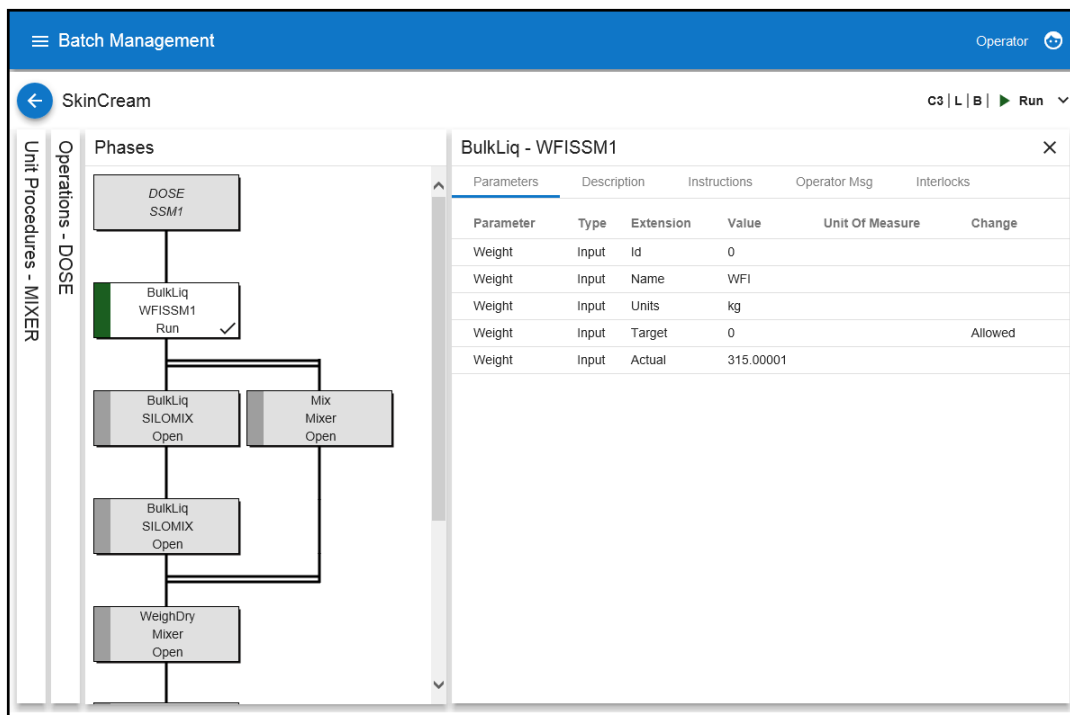 Batch Management
Operator
SkinCream
C3 | L | B | Run
Unit Procedures - MIXER
Operations - DOSE
Phases
DOSE
SSM1
BulkLiq
WFISSM1
Run
BulkLiq
SILOMIX
Open
Mix
Mixer
Open
BulkLiq
SILOMIX
Open
WeighDry
Mixer
Open
BulkLiq - WFISSM1
Parameters Description Instructions Operator Msg Interlocks
Parameter Type Extension Value Unit Of Measure Change
Weight Input Id 0
Weight Input Name WFI
Weight Input Units kg
Weight Input Target 0 Allowed
Weight Input Actual 315.00001